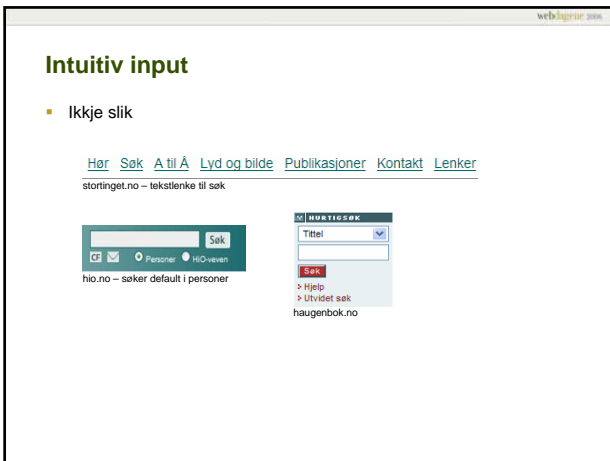 webdagene 2006
Intuitiv input
Ikkje slik
Hør Søk A til Å Lyd og bilde Publikasjoner Kontakt Lenker
stortinget.no – tekstlenke til søk
Søk
CF Personer HiO-veven
hio.no – søker default i personer
HURTIGSØK
Tittel
Søk
> Hjelp
> Utvidet søk
haugenbok.no